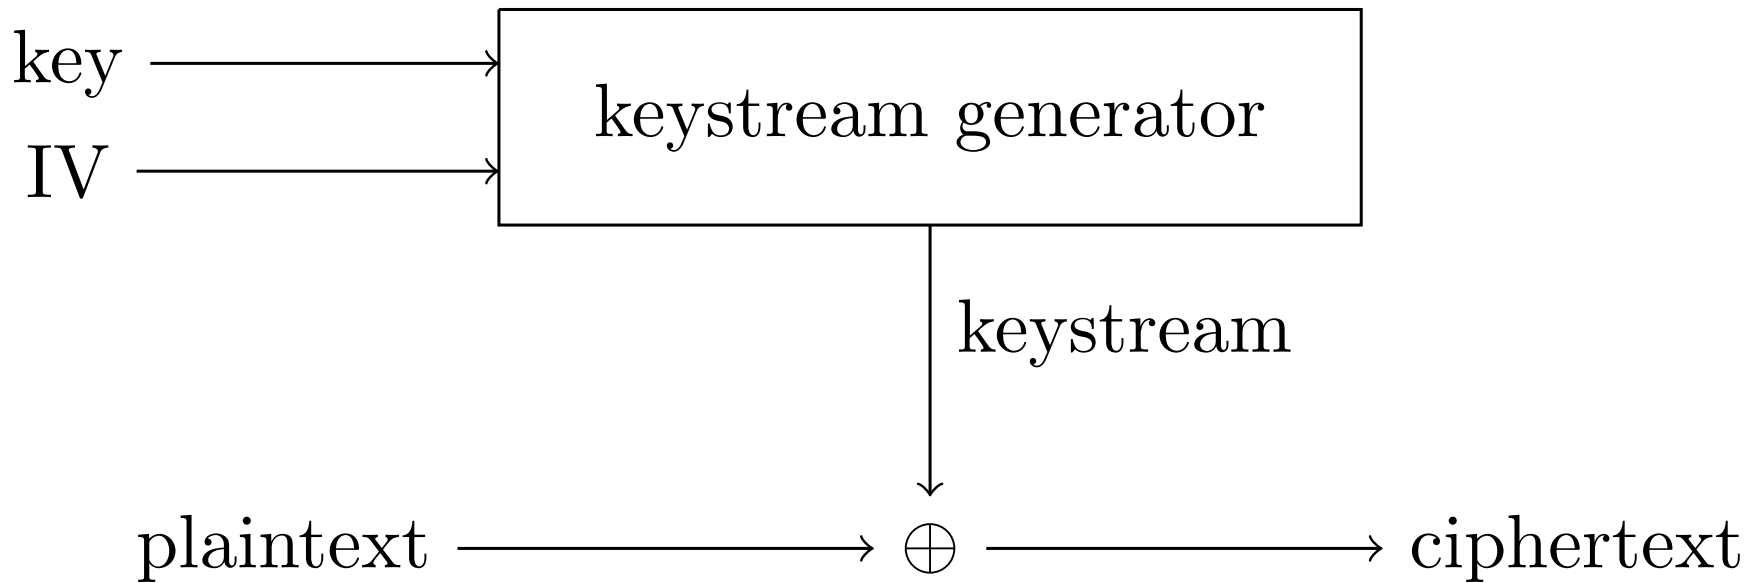 key
keystream generator
IV
keystream
plaintext ⊕ ciphertext